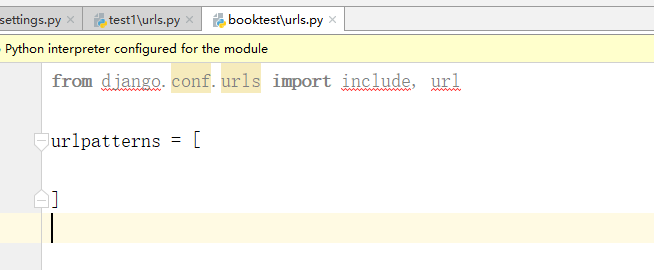 settings.py × test1\urls.py × booktest\urls.py ×
Python interpreter configured for the module
from django.conf.urls import include, url
urlpatterns = [
]